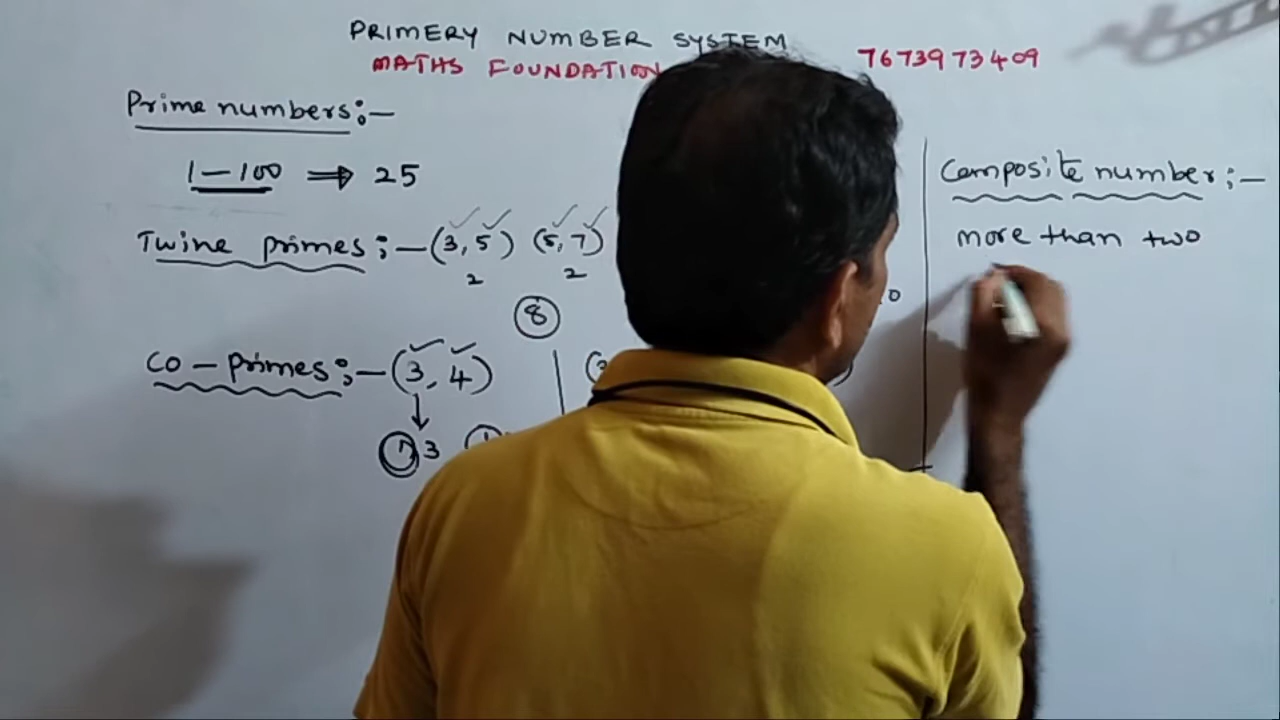 PRIMERY NUMBER SYSTEM
MATHS FOUNDATION 7673973409
Prime numbers:-
1-100 ⇒ 25
Twine primes:- (3, 5) (5, 7)
2 2
8
Co-primes:- (3, 4)
1 3
Composite number:-
more than two